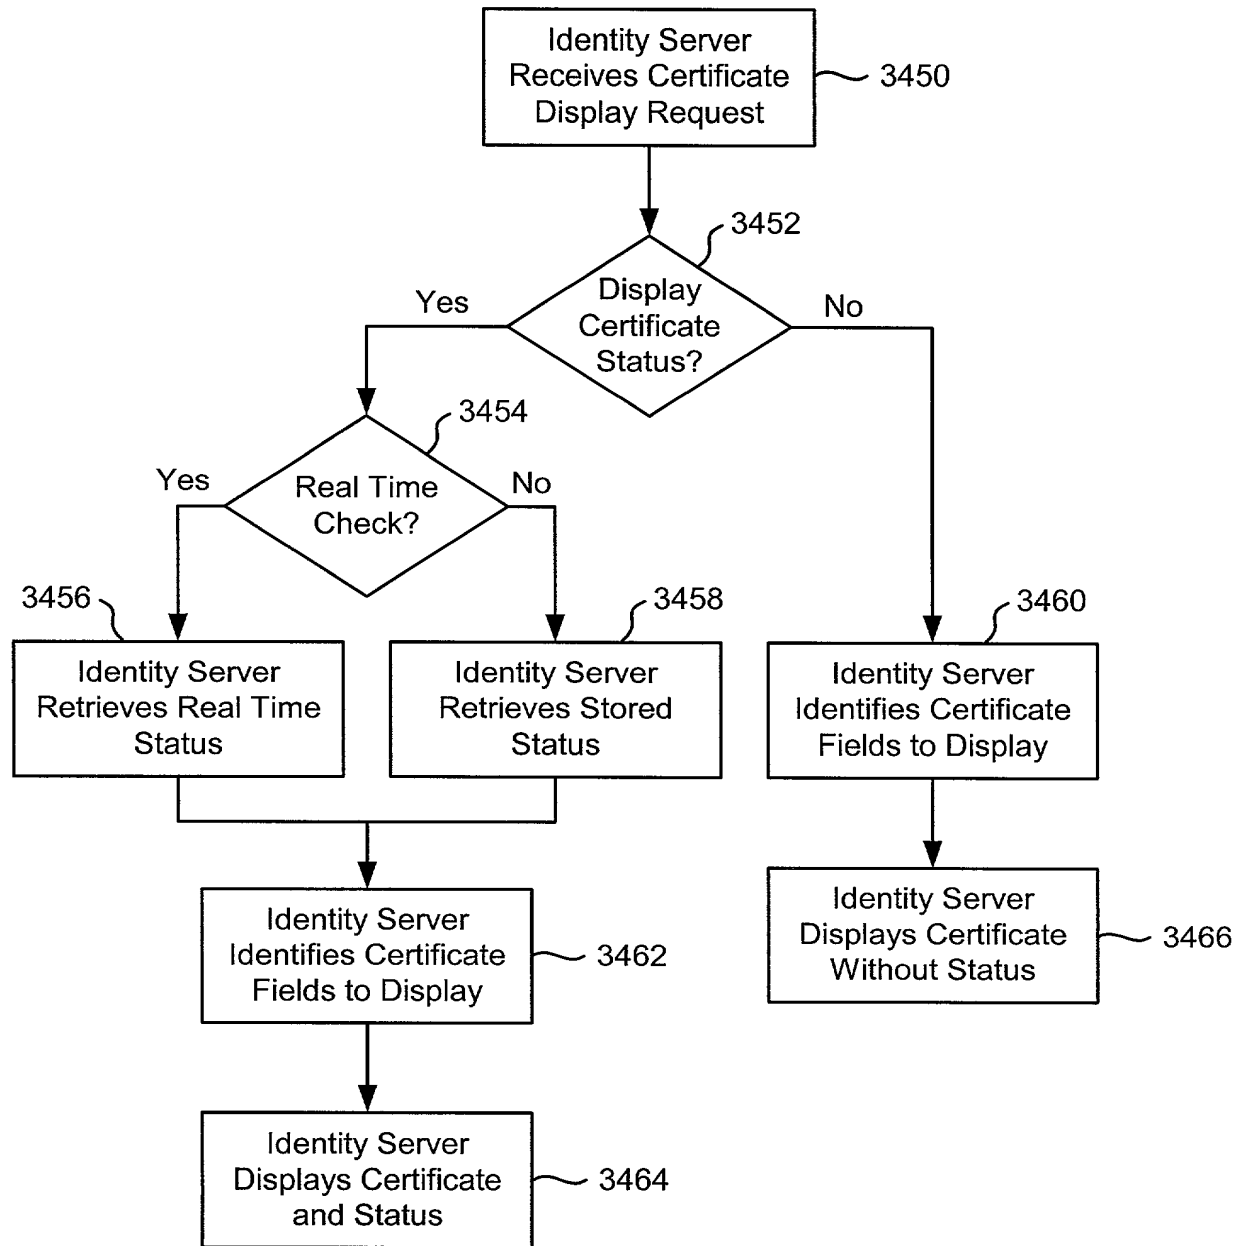 Identity Server
Receives Certificate
Display Request
3450
3452
Display
Certificate
Status?
Yes
No
3454
Real Time
Check?
Yes
No
3456
Identity Server
Retrieves Real Time
Status
3458
Identity Server
Retrieves Stored
Status
3460
Identity Server
Identifies Certificate
Fields to Display
Identity Server
Identifies Certificate
Fields to Display
3462
Identity Server
Displays Certificate
Without Status
3466
Identity Server
Displays Certificate
and Status
3464